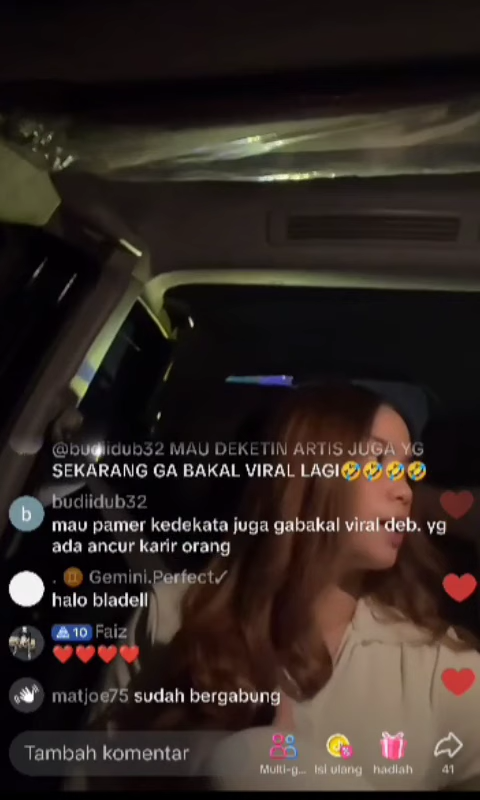 @budiidub32 MAU DEKETIN ARTIS JUGA YG
SEKARANG GA BAKAL VIRAL LAGI🤣🤣🤣🤣
b
budiidub32
mau pamer kedekata juga gabakal viral deb. yg
ada ancur karir orang
. ♊ Gemini.Perfect✓
halo bladell
10 Faiz
❤️❤️❤️❤️
matjoe75 sudah bergabung
Tambah komentar
Multi-g...
Isi ulang
hadiah
41